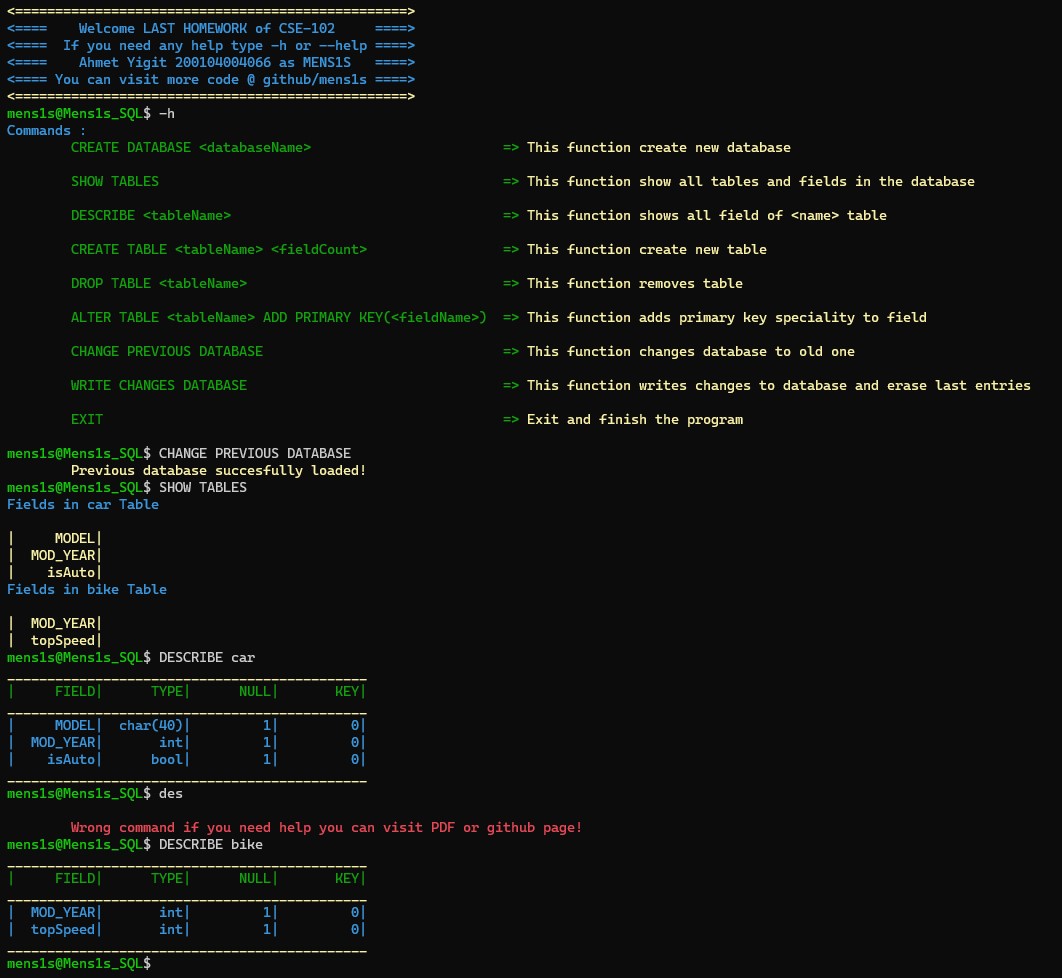 <=================================================>
<====    Welcome LAST HOMEWORK of CSE-102     ====>
<====  If you need any help type -h or --help ====>
<====    Ahmet Yigit 200104004066 as MENS1S   ====>
<==== You can visit more code @ github/mens1s ====>
<=================================================>
mens1s@Mens1s_SQL$ -h
Commands :
        CREATE DATABASE <databaseName>                        => This function create new database
        SHOW TABLES                                           => This function show all tables and fields in the database
        DESCRIBE <tableName>                                  => This function shows all field of <name> table
        CREATE TABLE <tableName> <fieldCount>                 => This function create new table
        DROP TABLE <tableName>                                => This function removes table
        ALTER TABLE <tableName> ADD PRIMARY KEY(<fieldName>)  => This function adds primary key speciality to field
        CHANGE PREVIOUS DATABASE                              => This function changes database to old one
        WRITE CHANGES DATABASE                                => This function writes changes to database and erase last entries
        EXIT                                                  => Exit and finish the program
mens1s@Mens1s_SQL$ CHANGE PREVIOUS DATABASE
        Previous database succesfully loaded!
mens1s@Mens1s_SQL$ SHOW TABLES
Fields in car Table
|     MODEL|
|  MOD_YEAR|
|    isAuto|
Fields in bike Table
|  MOD_YEAR|
|  topSpeed|
mens1s@Mens1s_SQL$ DESCRIBE car
_____________________________________________
|     FIELD|      TYPE|      NULL|       KEY|
_____________________________________________
|     MODEL|  char(40)|         1|         0|
|  MOD_YEAR|       int|         1|         0|
|    isAuto|      bool|         1|         0|
_____________________________________________
mens1s@Mens1s_SQL$ des
        Wrong command if you need help you can visit PDF or github page!
mens1s@Mens1s_SQL$ DESCRIBE bike
_____________________________________________
|     FIELD|      TYPE|      NULL|       KEY|
_____________________________________________
|  MOD_YEAR|       int|         1|         0|
|  topSpeed|       int|         1|         0|
_____________________________________________
mens1s@Mens1s_SQL$